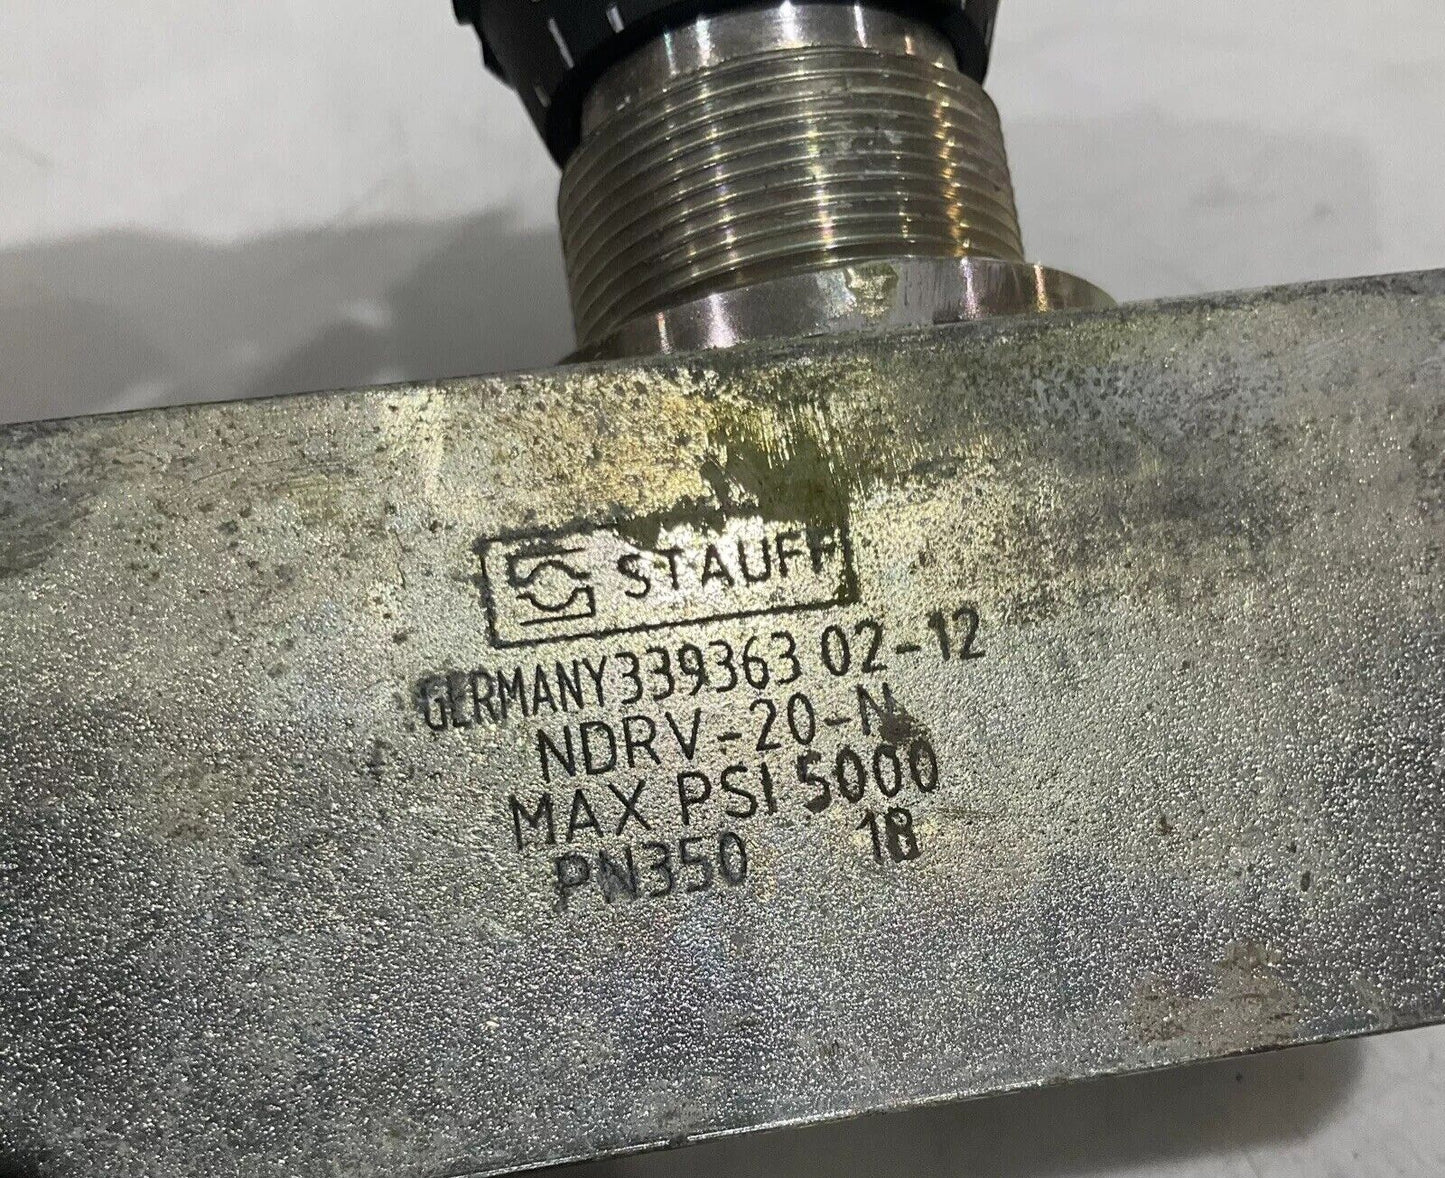 STAUFF
GERMANY 339363 02-12
NDRV-20-N
MAX PSI 5000
PN350 18